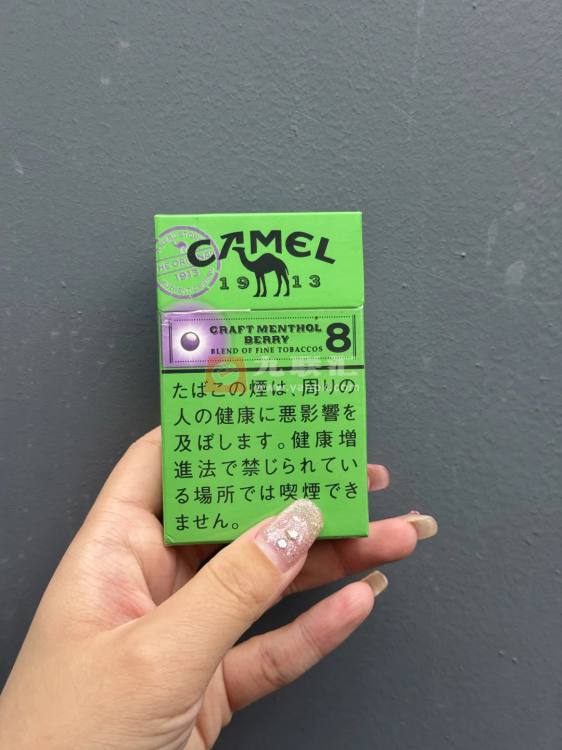 CAMEL
1913
1913
CRAFT MENTHOL
BERRY
BLEND OF FINE TOBACCOS
8
たばこの煙は、周りの
人の健康に悪影響を
及ぼします。健康増
進法で禁じられてい
る場所では喫煙でき
ません。